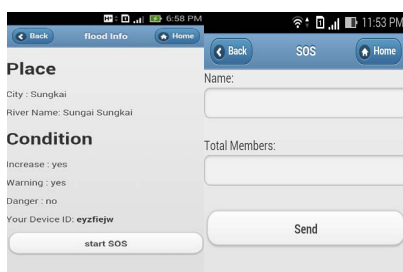 6:58 PM
Back
flood Info
Home
Place
City : Sungkai
River Name: Sungai Sungkai
Condition
Increase : yes
Warning : yes
Danger : no
Your Device ID: eyzfiejw
start SOS
11:53 PM
Back
SOS
Home
Name:
Total Members:
Send